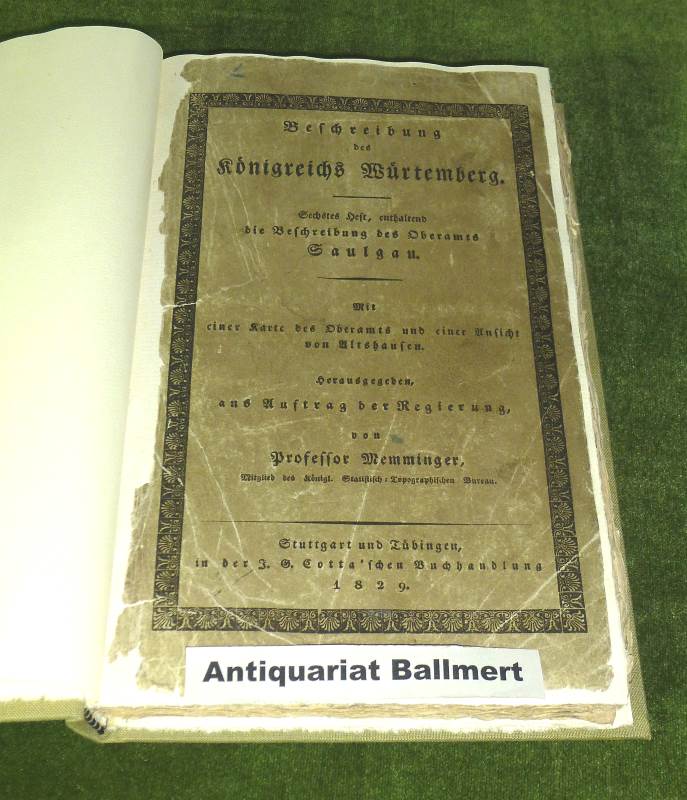 Beschreibung
des
Königreichs Würtemberg.
Sechstes Heft, enthaltend
die Beschreibung des Oberamts
Saulgau.
Mit
einer Karte des Oberamts und einer Ansicht
von Altshausen.
Herausgegeben,
aus Auftrag der Regierung,
von
Professor Memminger,
Mitglied des Königl. Statistisch-Topographischen Bureau.
Stuttgart und Tübingen,
in der J. G. Cotta'schen Buchhandlung
1829.
Antiquariat Ballmert